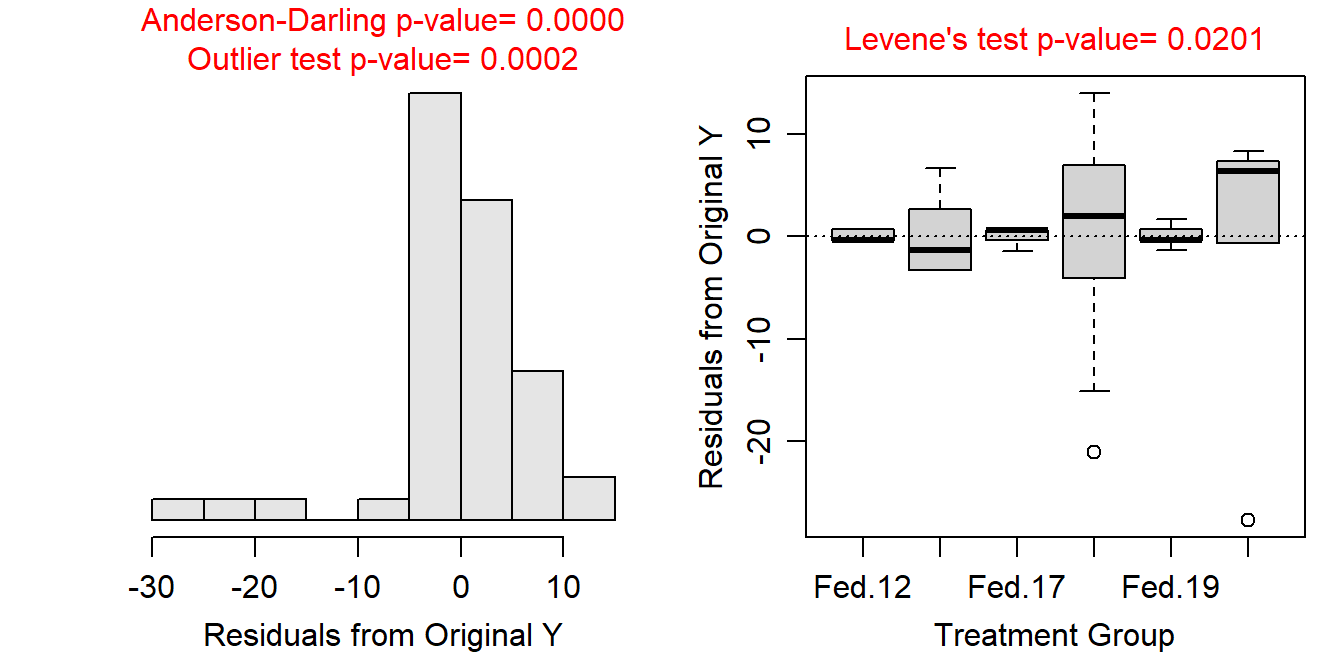 Anderson-Darling p-value= 0.0000
Outlier test p-value= 0.0002
-30 -20 -10 0 10
Residuals from Original Y
Levene's test p-value= 0.0201
Residuals from Original Y
10
0
-10
-20
Fed.12 Fed.17 Fed.19
Treatment Group